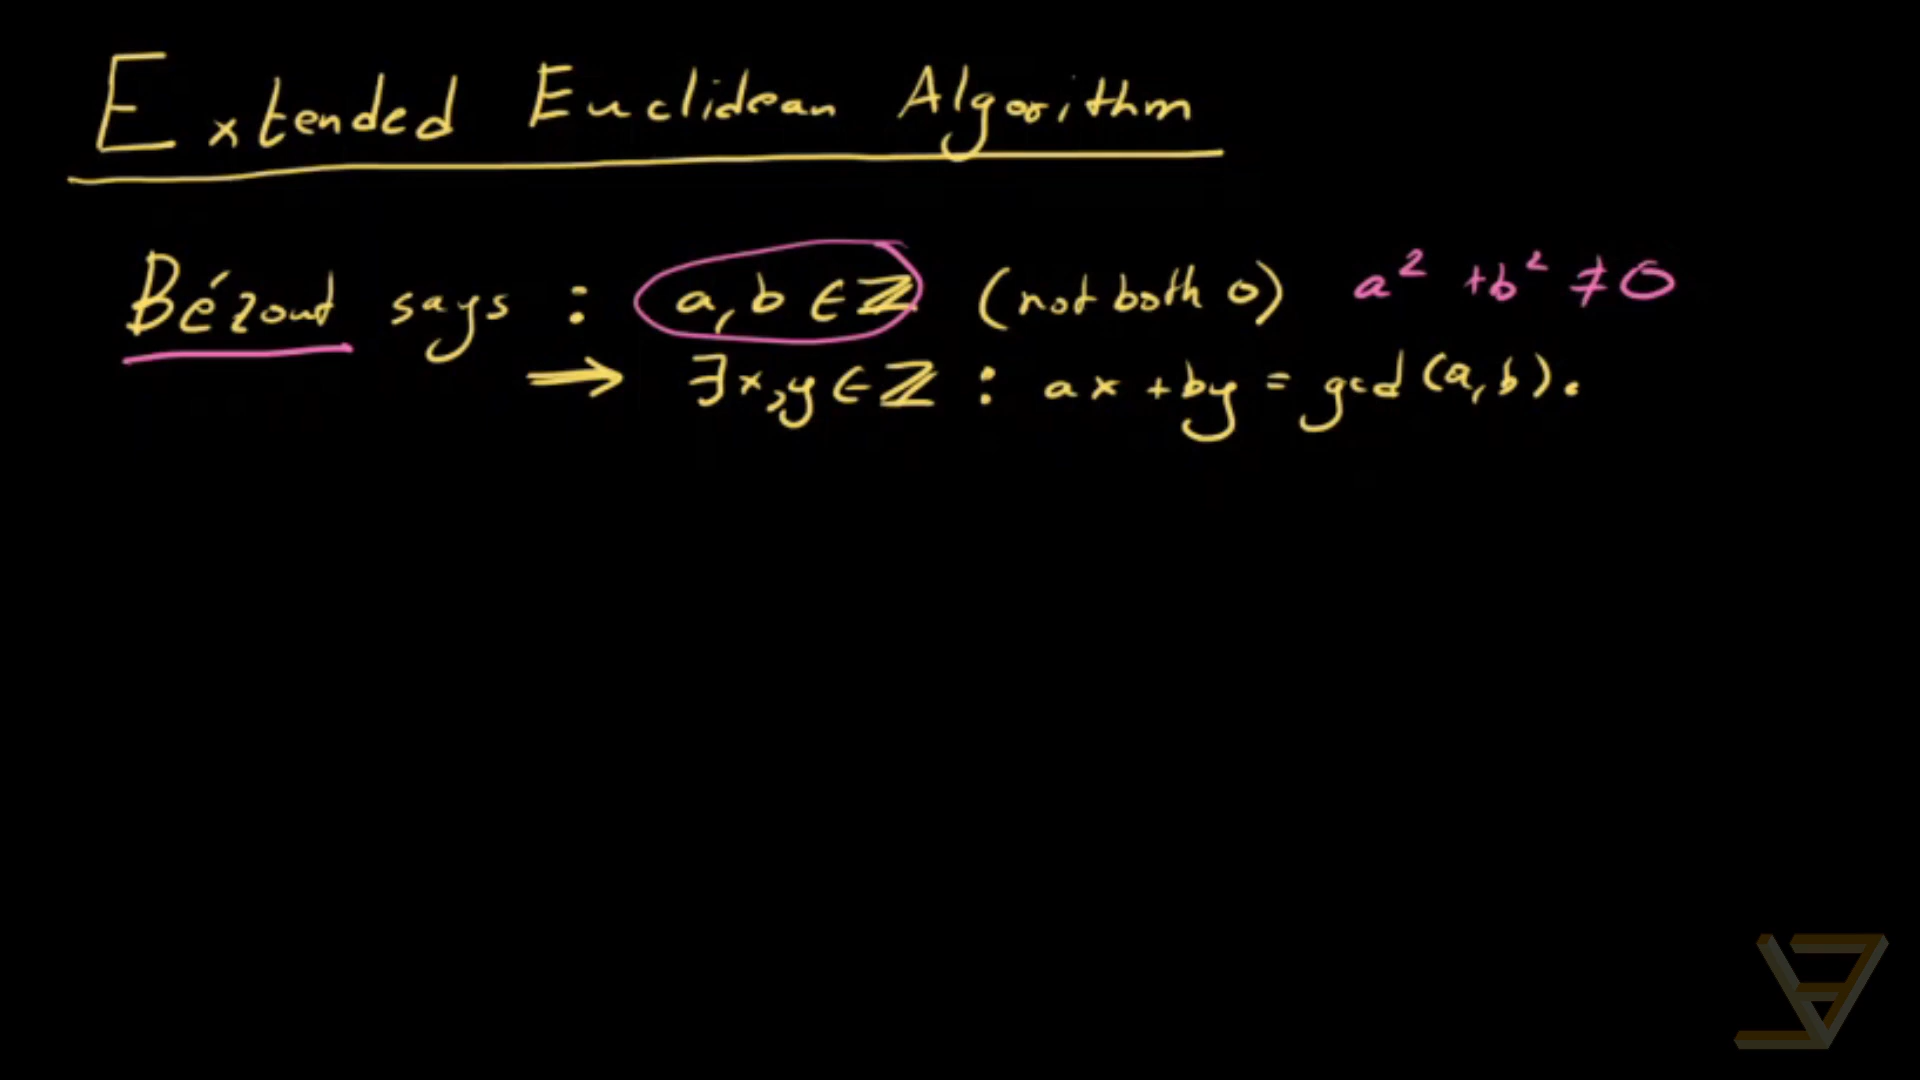 Extended Euclidean Algorithm
Bézout says : a, b ∈ ℤ (not both 0) a² + b² ≠ 0
→ ∃ x, y ∈ ℤ : ax + by = gcd (a, b).